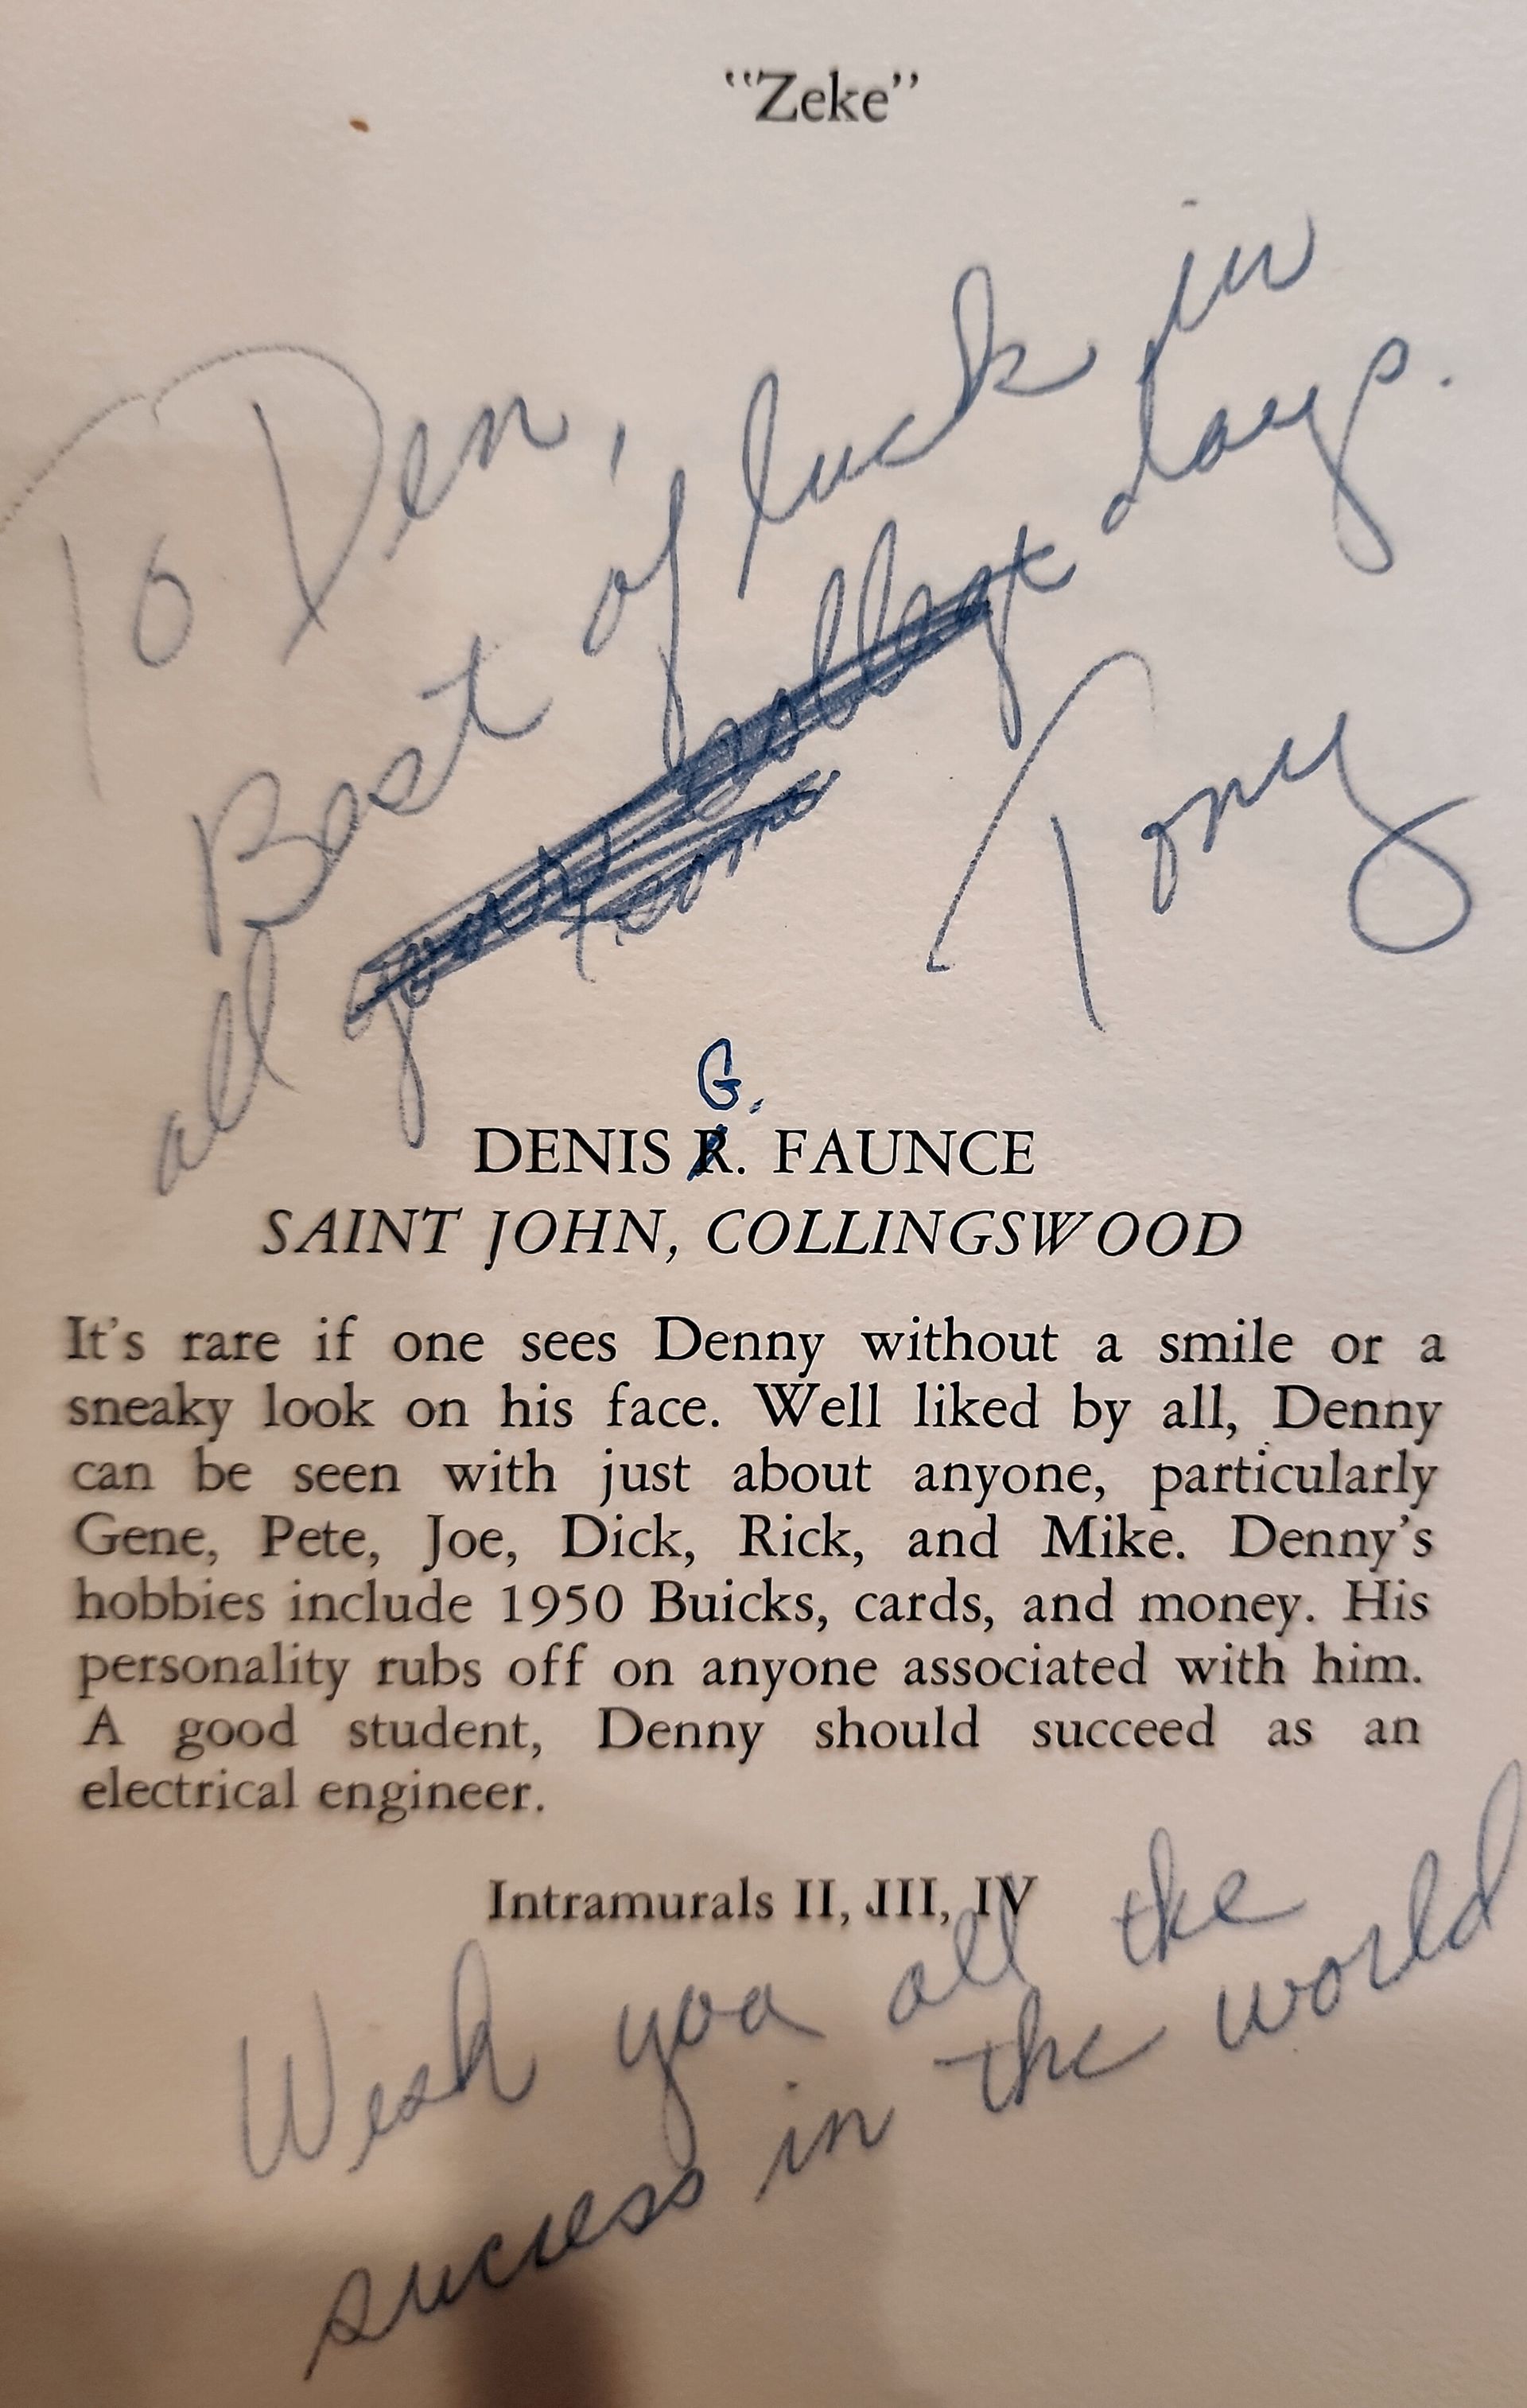 “Zeke”
To Den,
Best of luck in
all your college days.
Tony
G.
DENIS R. FAUNCE
SAINT JOHN, COLLINGSWOOD
It’s rare if one sees Denny without a smile or a
sneaky look on his face. Well liked by all, Denny
can be seen with just about anyone, particularly
Gene, Pete, Joe, Dick, Rick, and Mike. Denny’s
hobbies include 1950 Buicks, cards, and money. His
personality rubs off on anyone associated with him.
A good student, Denny should succeed as an
electrical engineer.
Intramurals II, III, IV
Wish you all the
success in the world